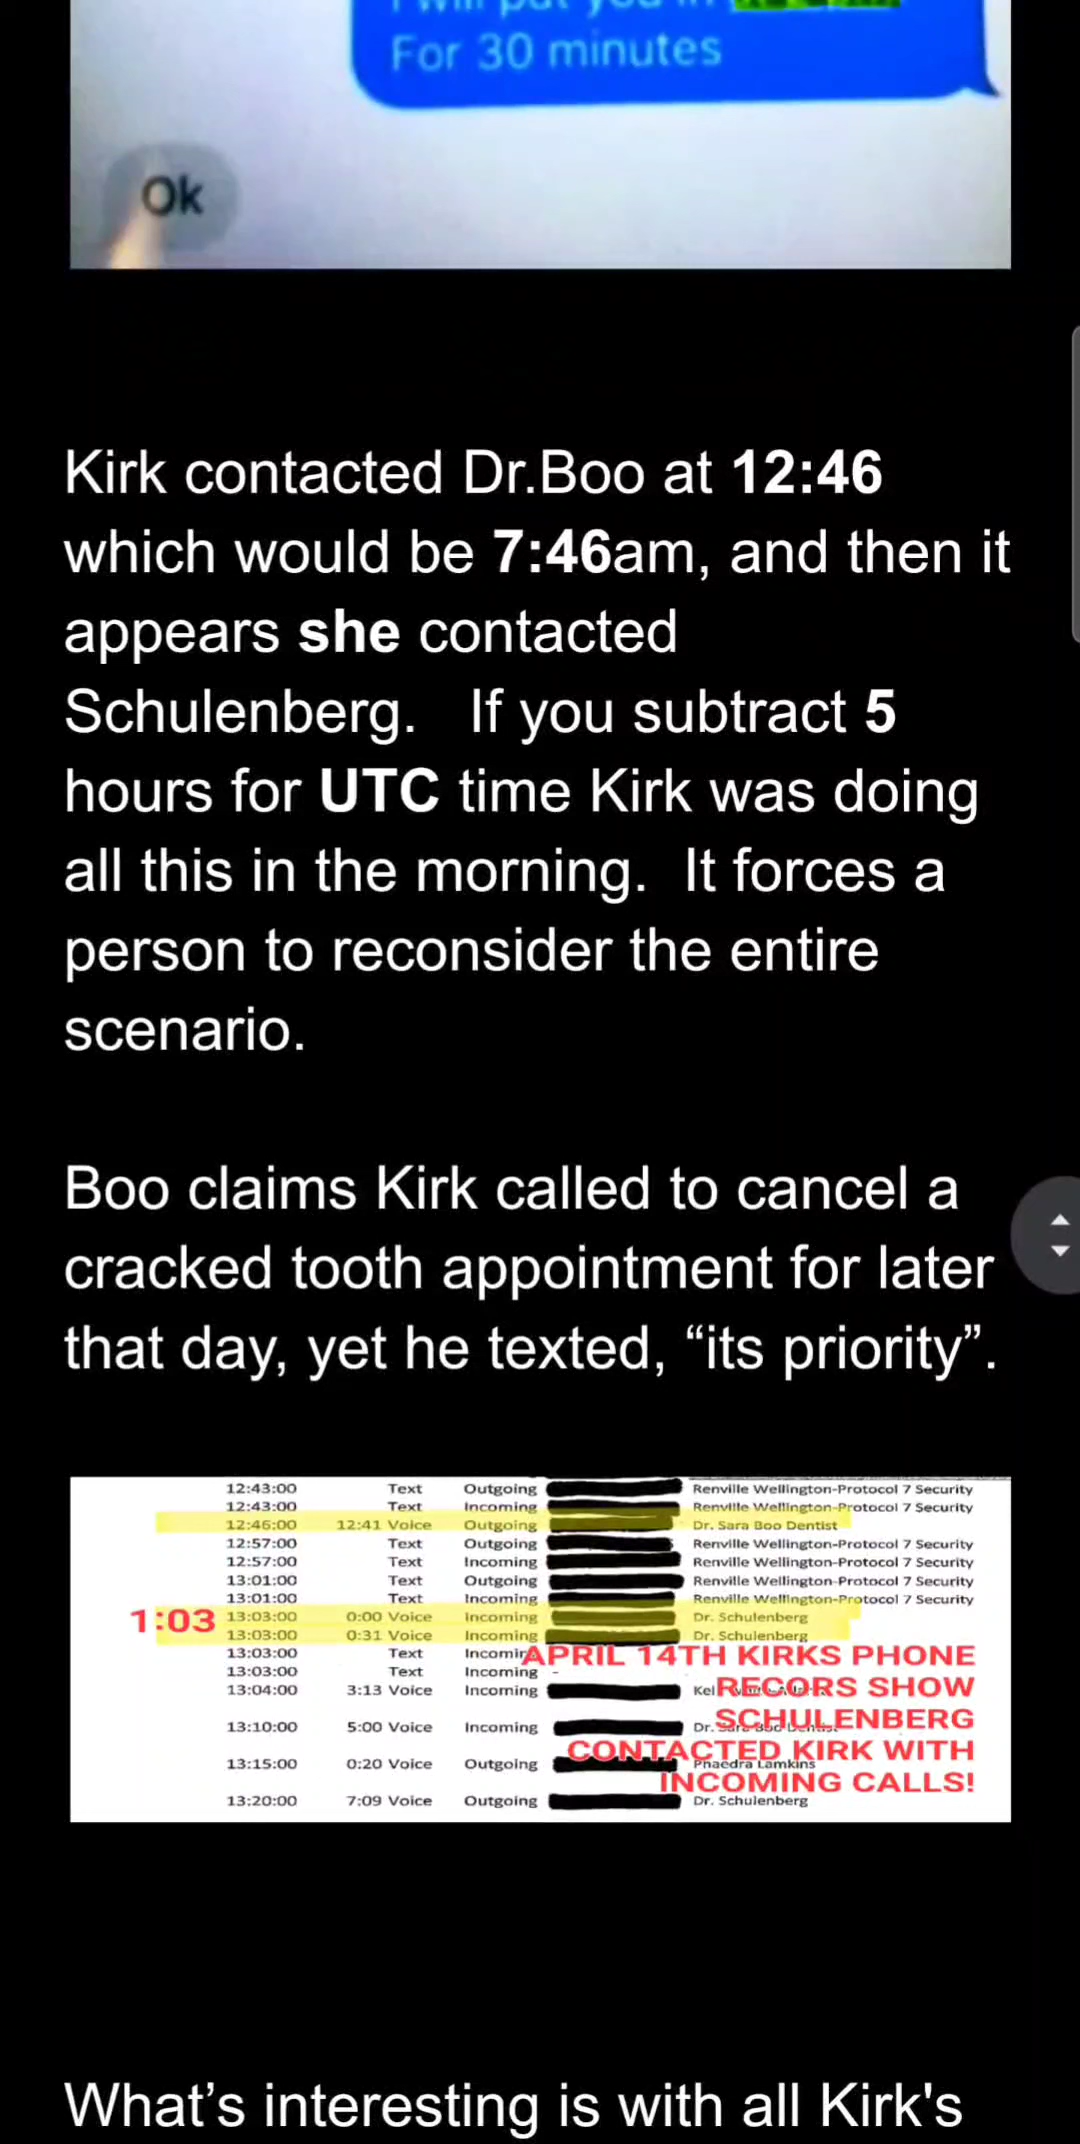 For 30 minutes
Ok
Kirk contacted Dr.Boo at 12:46
which would be 7:46am, and then it
appears she contacted
Schulenberg. If you subtract 5
hours for UTC time Kirk was doing
all this in the morning. It forces a
person to reconsider the entire
scenario.
Boo claims Kirk called to cancel a
cracked tooth appointment for later
that day, yet he texted, “its priority”.
12:43:00 Text Outgoing Renville Wellington-Protocol 7 Security
12:43:00 Text Incoming Renville Wellington-Protocol 7 Security
12:46:00 12:41 Voice Outgoing Dr. Sara Boo Dentist
12:57:00 Text Outgoing Renville Wellington-Protocol 7 Security
12:57:00 Text Incoming Renville Wellington-Protocol 7 Security
13:01:00 Text Outgoing Renville Wellington-Protocol 7 Security
13:01:00 Text Incoming Renville Wellington-Protocol 7 Security
1:03
13:03:00 0:00 Voice Incoming Dr. Schulenberg
13:03:00 0:31 Voice Incoming Dr. Schulenberg
13:03:00 Text
13:03:00 Text Incoming
13:04:00 3:13 Voice Incoming
13:10:00 5:00 Voice Incoming Dr.
13:15:00 0:20 Voice Outgoing Phaedra Lamkins
13:20:00 7:09 Voice Outgoing Dr. Schulenberg
APRIL 14TH KIRKS PHONE
RECORS SHOW
SCHULENBERG
CONTACTED KIRK WITH
INCOMING CALLS!
What’s interesting is with all Kirk's